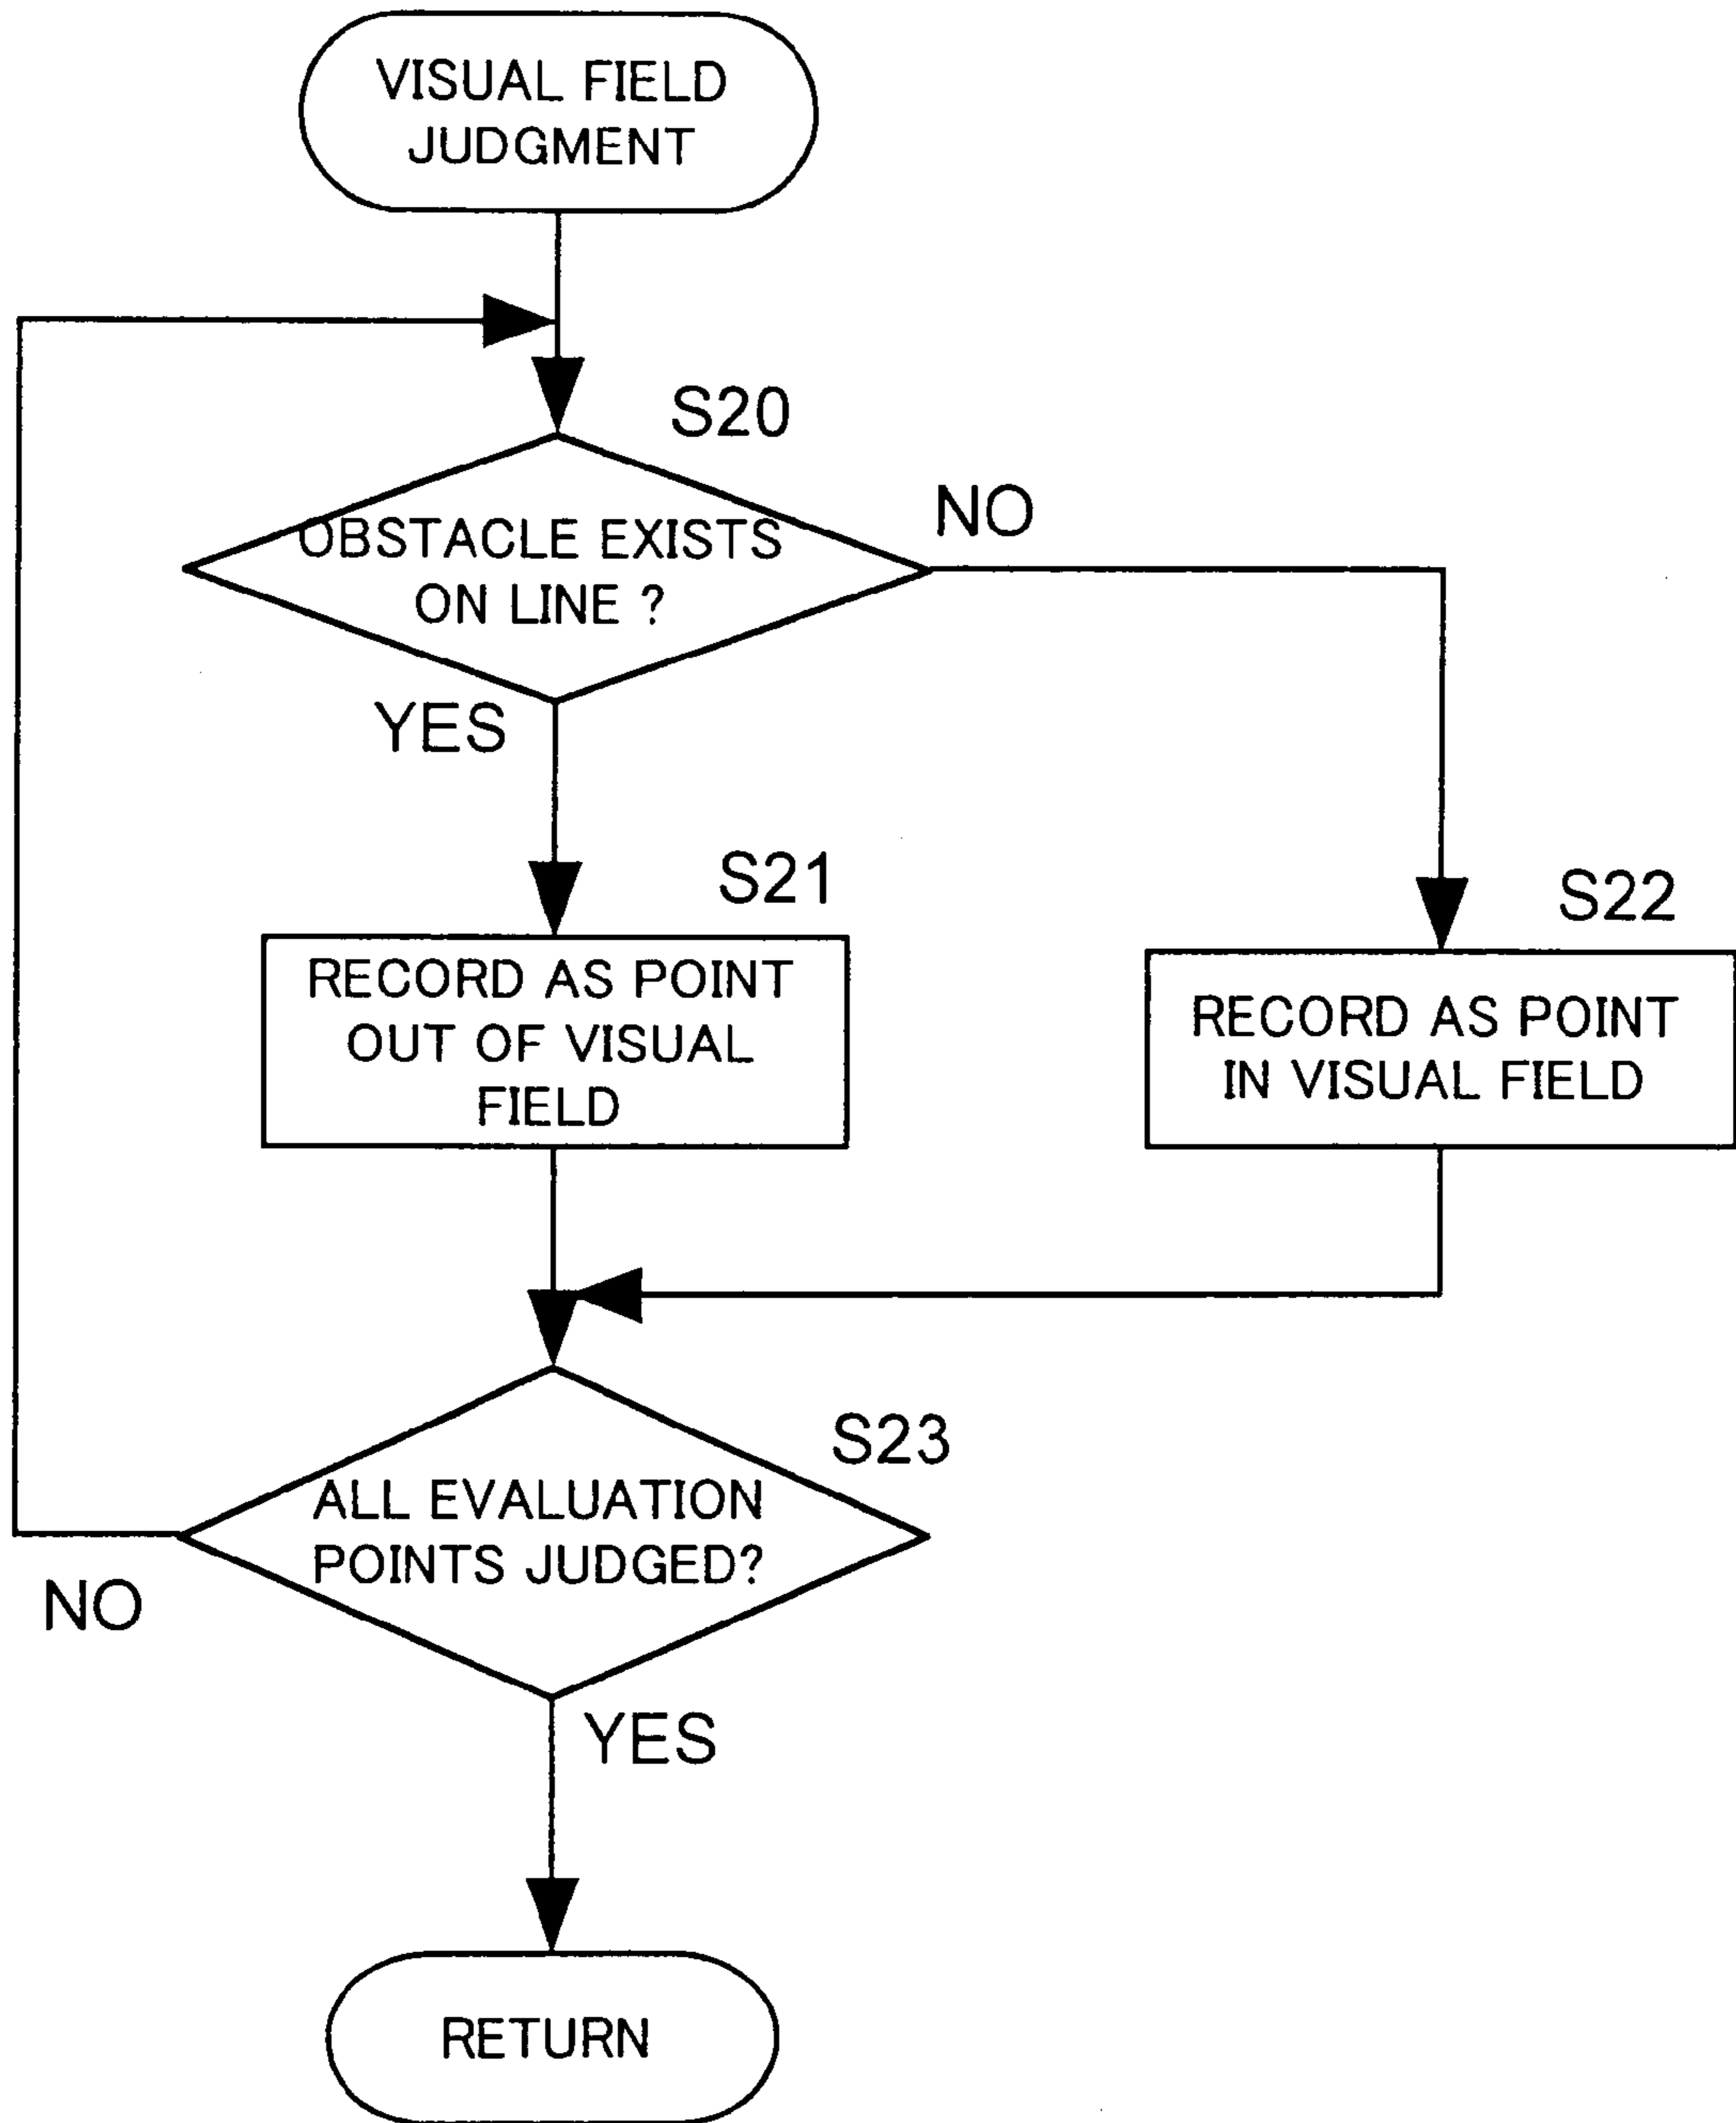 VISUAL FIELD
JUDGMENT
S20
OBSTACLE EXISTS
ON LINE ?
NO
YES
S21
RECORD AS POINT
OUT OF VISUAL
FIELD
S22
RECORD AS POINT
IN VISUAL FIELD
S23
ALL EVALUATION
POINTS JUDGED?
NO
YES
RETURN